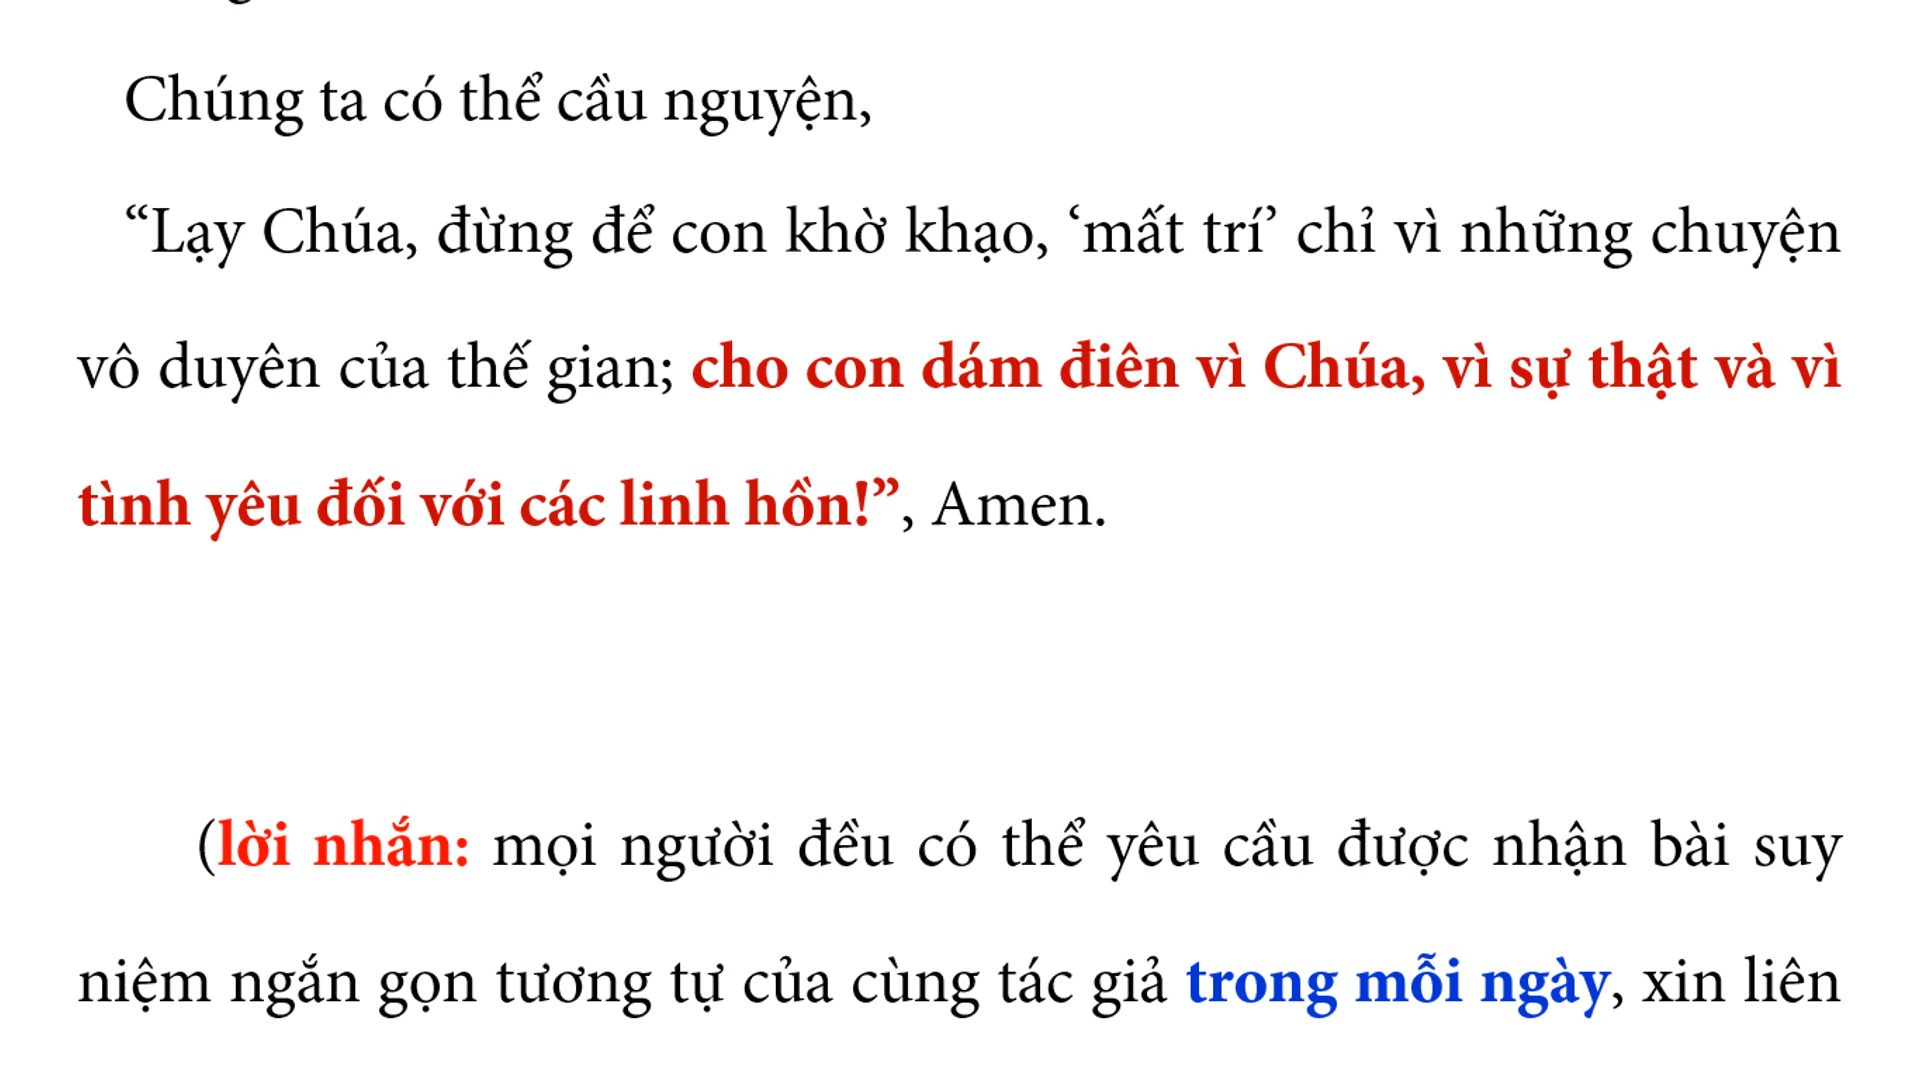 Chúng ta có thể cầu nguyện,
“Lạy Chúa, đừng để con khờ khạo, ‘mất trí’ chỉ vì những chuyện
vô duyên của thế gian; cho con dám điên vì Chúa, vì sự thật và vì
tình yêu đối với các linh hồn!”, Amen.
(lời nhắn: mọi người đều có thể yêu cầu được nhận bài suy
niệm ngắn gọn tương tự của cùng tác giả trong mỗi ngày, xin liên